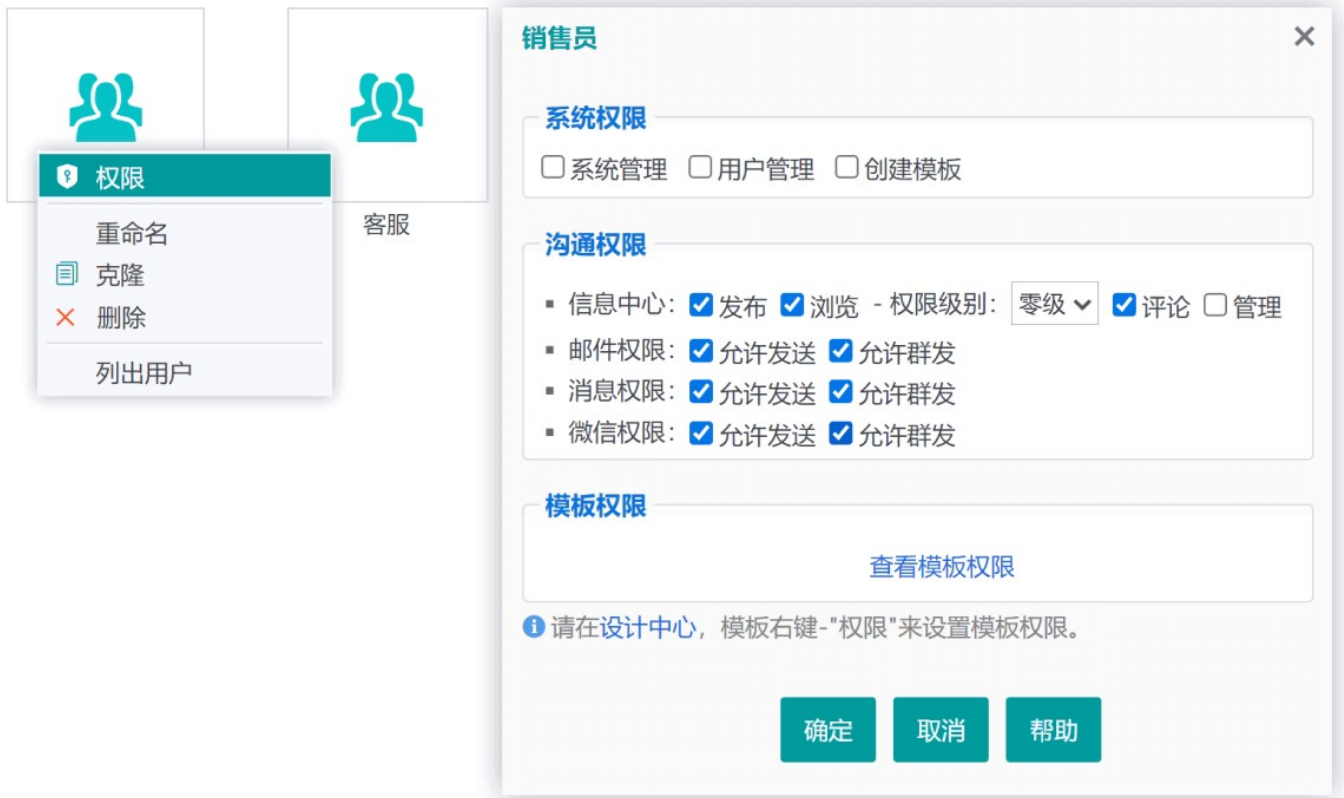 权限
重命名
克隆
删除
列出用户
客服
销售员
系统权限
系统管理 用户管理 创建模板
沟通权限
▪ 信息中心: 发布 浏览 - 权限级别: 零级 评论 管理
▪ 邮件权限: 允许发送 允许群发
▪ 消息权限: 允许发送 允许群发
▪ 微信权限: 允许发送 允许群发
模板权限
查看模板权限
请在设计中心，模板右键-"权限"来设置模板权限。
确定 取消 帮助